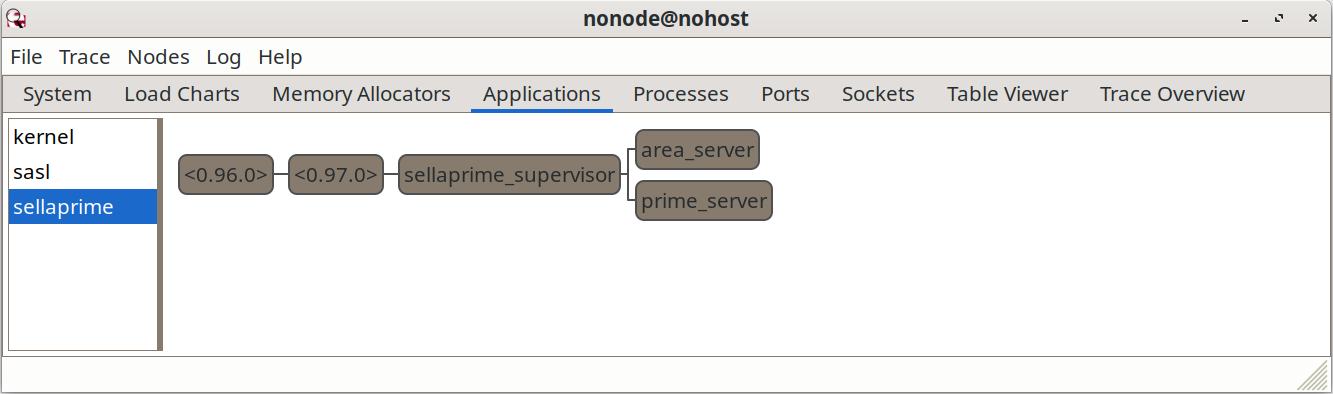 nonode@nohost
File Trace Nodes Log Help
System Load Charts Memory Allocators Applications Processes Ports Sockets Table Viewer Trace Overview
kernel
sasl
sellaprime
<0.96.0> <0.97.0> sellaprime_supervisor
area_server
prime_server